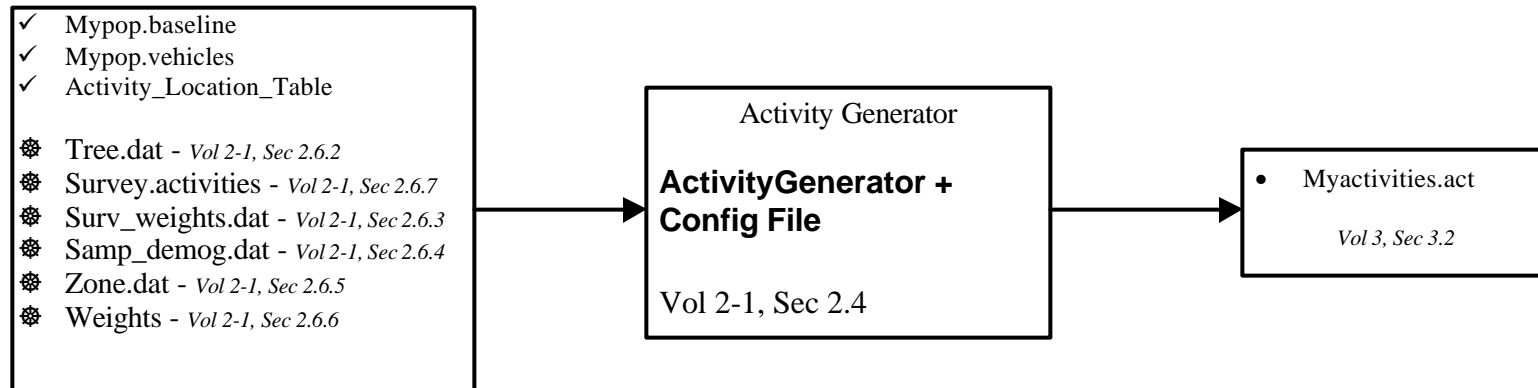 ✓ Mypop.baseline
✓ Mypop.vehicles
✓ Activity_Location_Table
☸ Tree.dat - Vol 2-1, Sec 2.6.2
☸ Survey.activities - Vol 2-1, Sec 2.6.7
☸ Surv_weights.dat - Vol 2-1, Sec 2.6.3
☸ Samp_demog.dat - Vol 2-1, Sec 2.6.4
☸ Zone.dat - Vol 2-1, Sec 2.6.5
☸ Weights - Vol 2-1, Sec 2.6.6
Activity Generator
ActivityGenerator +
Config File
Vol 2-1, Sec 2.4
• Myactivities.act
Vol 3, Sec 3.2